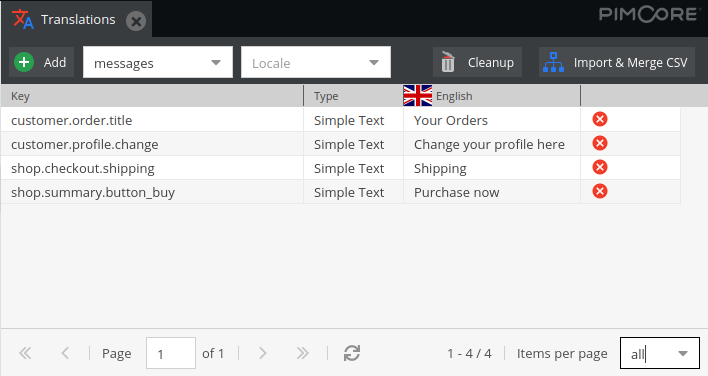 Translations
PIMCORE
Add
messages
Locale
Cleanup
Import & Merge CSV
Key Type English
customer.order.title Simple Text Your Orders
customer.profile.change Simple Text Change your profile here
shop.checkout.shipping Simple Text Shipping
shop.summary.button_buy Simple Text Purchase now
Page 1 of 1 1 - 4 / 4 Items per page all